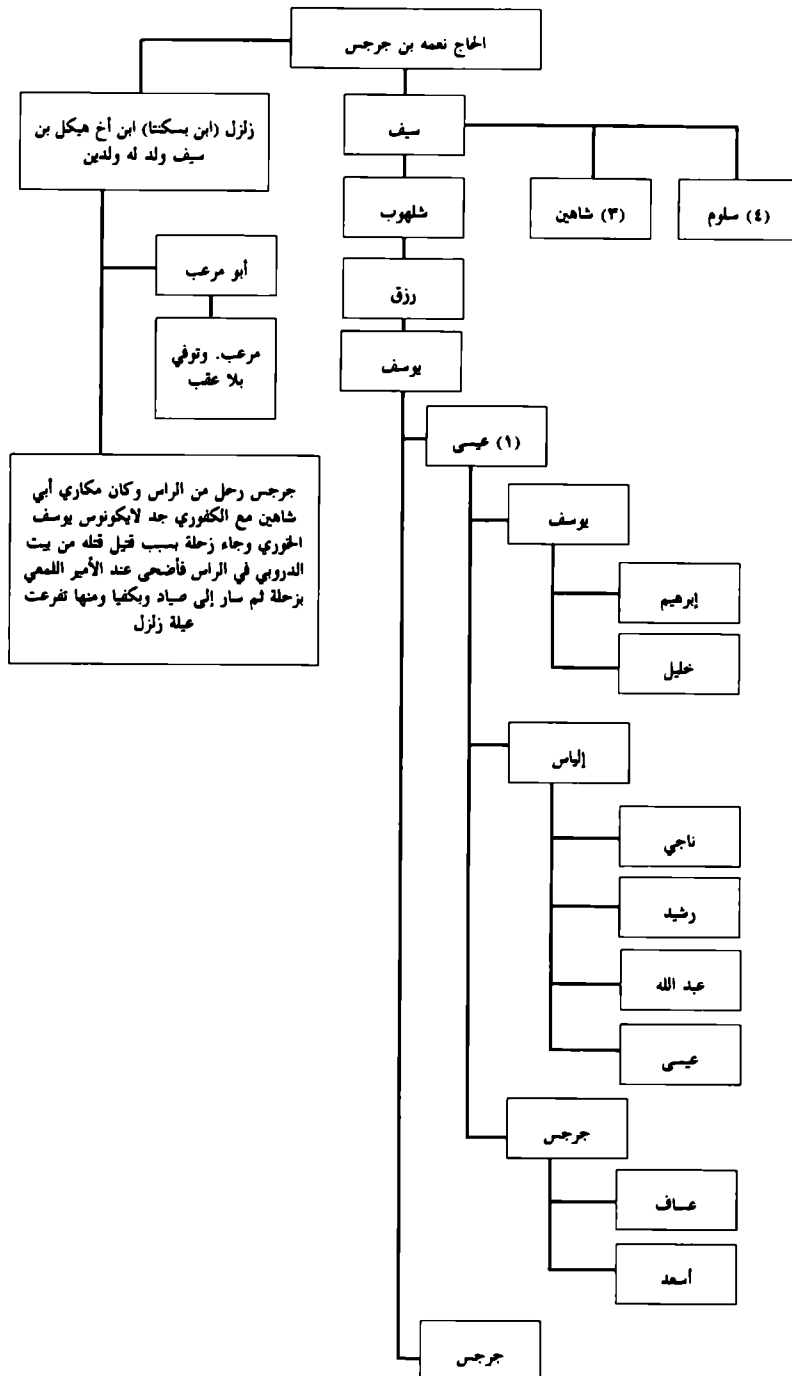 الحاج نعمه بن جرجس
زلزل (ابن بسكنتا) ابن أخ هيكل بن
سيف ولد له ولدين
سيف
(٣) شاهين
(٤) سلوم
شلهوب
أبو مرعب
رزق
مرعب. وتوفي
بلا عقب
يوسف
(١) عيسى
جرجس رحل من الراس وكان مكاري أبي
شاهين مع الكفوري جد لايكونوس يوسف
الخوري وجاء زحلة بسبب قتيل قتله من بيت
الدروبي في الراس فأضحى عند الأمير اللمعي
بزحلة ثم سار إلى صياد وبكفيا ومنها تفرعت
عيلة زلزل
يوسف
إبرهيم
خليل
إلياس
ناجي
رشيد
عبد الله
عيسى
جرجس
عساف
أسعد
جرجس